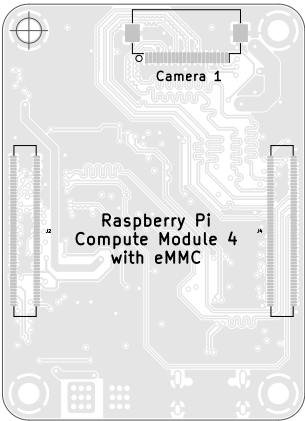 Camera 1
J2
J4
Raspberry Pi
Compute Module 4
with eMMC